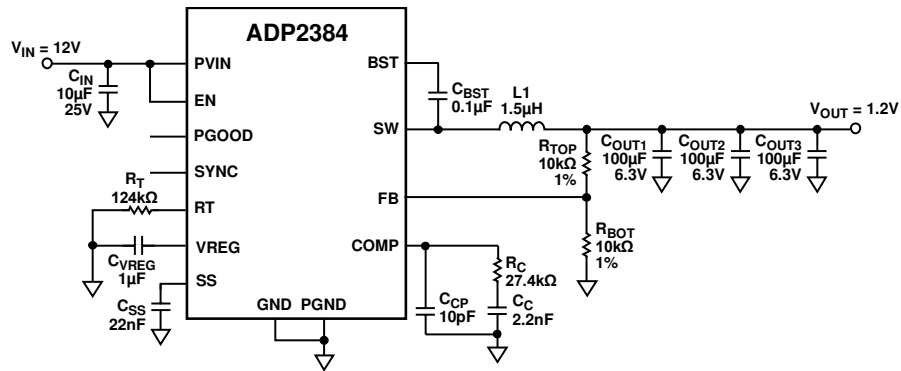 ADP2384
V_IN = 12V
C_IN
10µF
25V
PVIN
EN
PGOOD
SYNC
R_T
124kΩ
RT
VREG
C_VREG
1µF
SS
C_SS
22nF
GND PGND
BST
C_BST
0.1µF
L1
1.5µH
SW
V_OUT = 1.2V
R_TOP
10kΩ
1%
C_OUT1
100µF
6.3V
C_OUT2
100µF
6.3V
C_OUT3
100µF
6.3V
FB
R_BOT
10kΩ
1%
COMP
R_C
27.4kΩ
C_CP
10pF
C_C
2.2nF